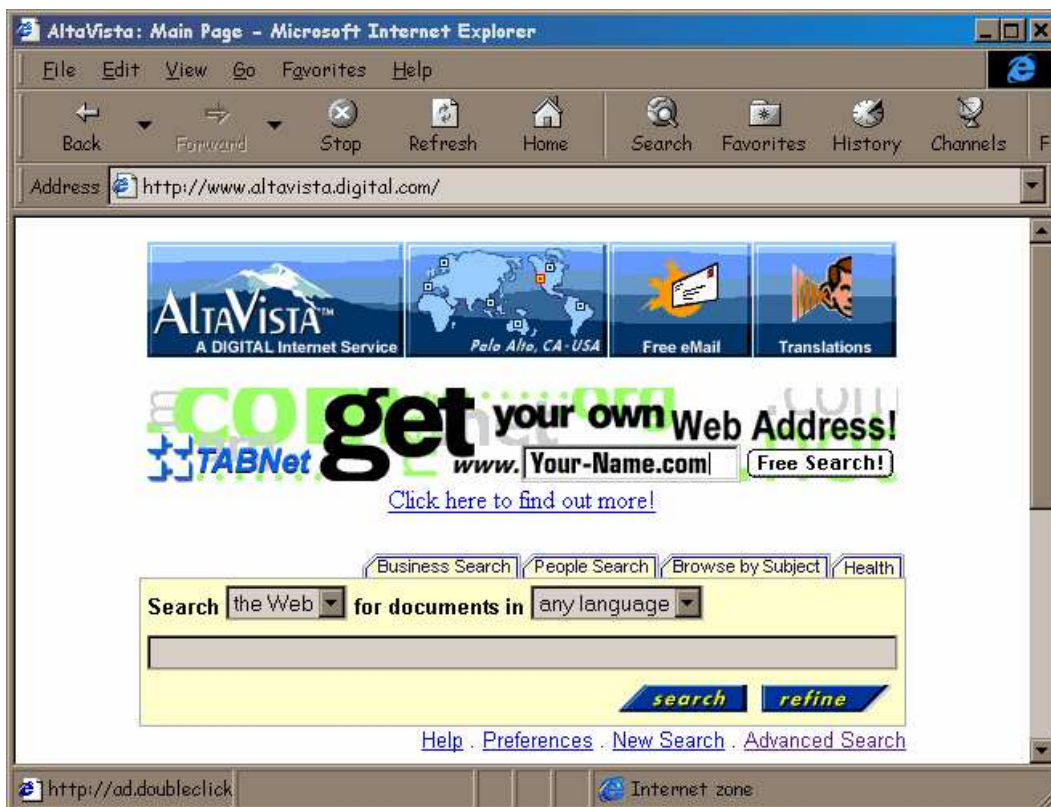 AltaVista: Main Page - Microsoft Internet Explorer
File Edit View Go Favorites Help
Back Forward Stop Refresh Home Search Favorites History Channels F
Address http://www.altavista.digital.com/
ALTAVISTA™
A DIGITAL Internet Service
Palo Alto, CA-USA
Free eMail
Translations
get your own Web Address!
TABNet www. Your-Name.com Free Search!
Click here to find out more!
Business Search People Search Browse by Subject Health
Search the Web for documents in any language
search refine
Help . Preferences . New Search . Advanced Search
http://ad.doubleclick Internet zone